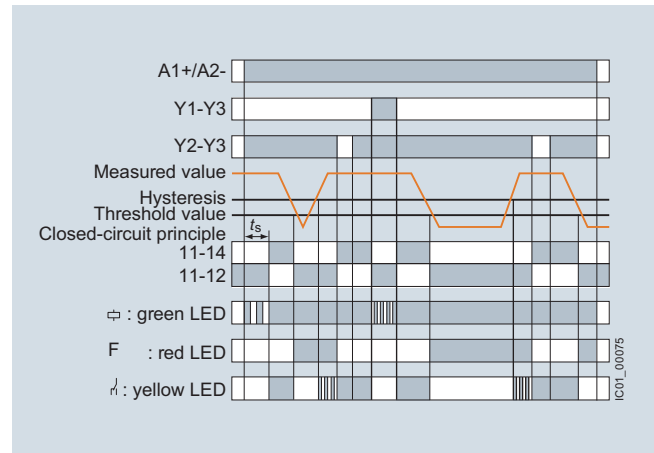 A1+/A2-
Y1-Y3
Y2-Y3
Measured value
Hysteresis
Threshold value
Closed-circuit principle
ts
11-14
11-12
: green LED
F : red LED
: yellow LED
IC01_00075